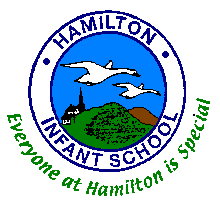 HAMILTON
INFANT SCHOOL
Everyone at Hamilton is Special